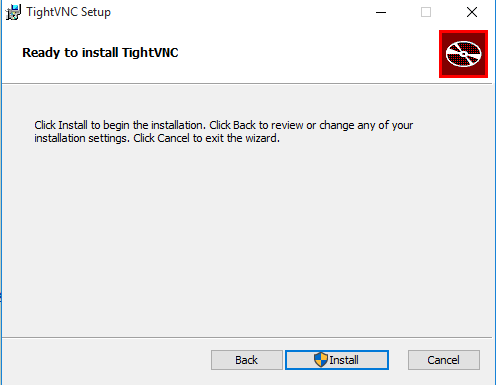 TightVNC Setup
Ready to install TightVNC
Click Install to begin the installation. Click Back to review or change any of your
installation settings. Click Cancel to exit the wizard.
Back
Install
Cancel